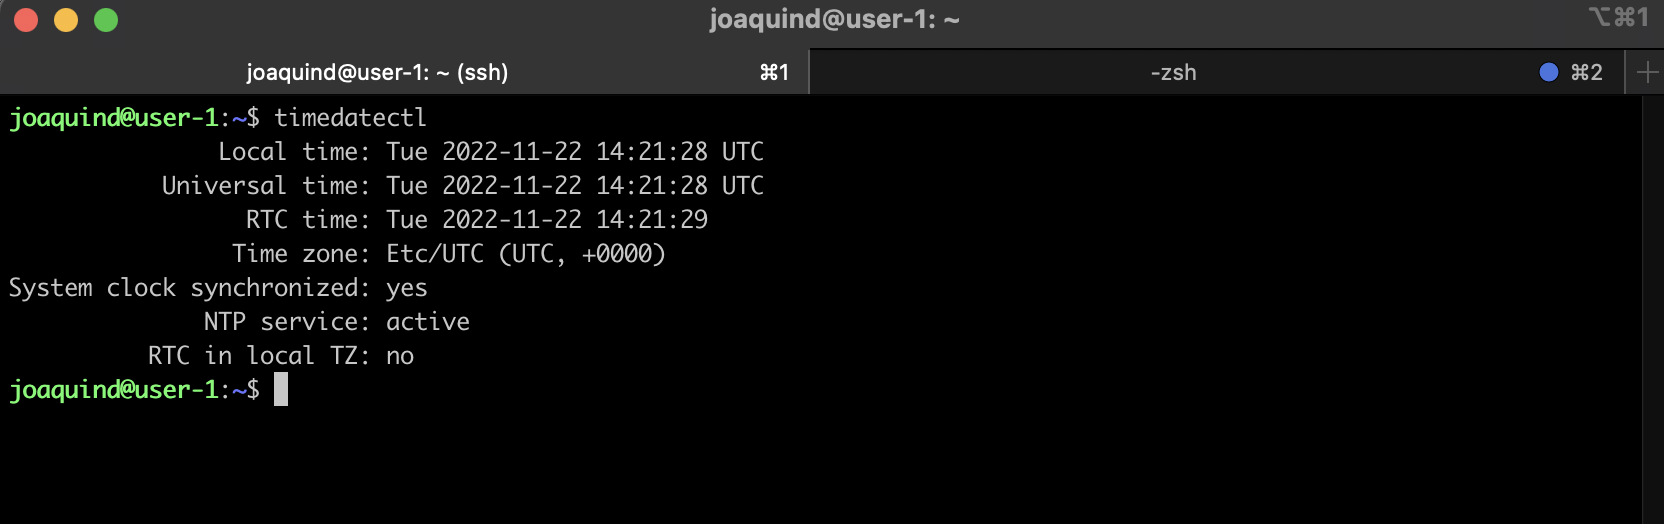 joaquind@user-1: ~
⌥⌘1
joaquind@user-1: ~ (ssh)
⌘1
-zsh
⌘2
joaquind@user-1:~$ timedatectl
Local time: Tue 2022-11-22 14:21:28 UTC
Universal time: Tue 2022-11-22 14:21:28 UTC
RTC time: Tue 2022-11-22 14:21:29
Time zone: Etc/UTC (UTC, +0000)
System clock synchronized: yes
NTP service: active
RTC in local TZ: no
joaquind@user-1:~$